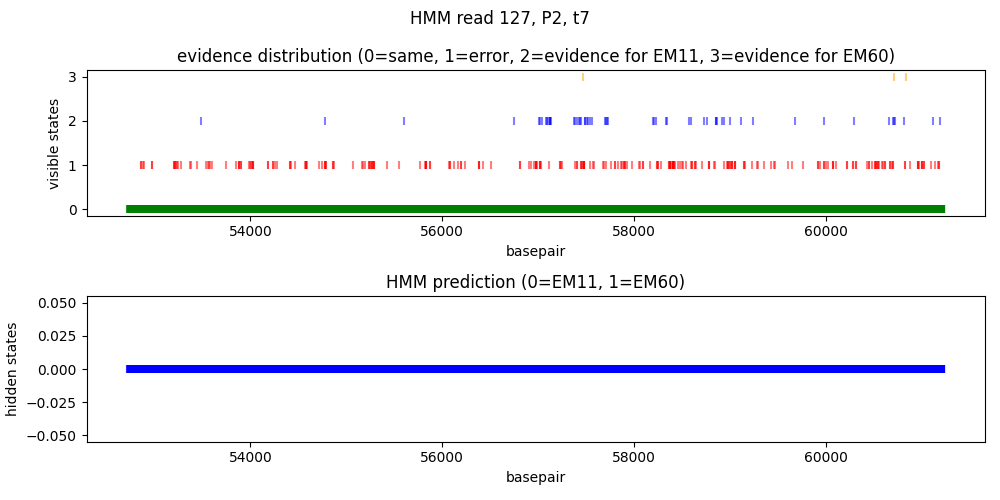 HMM read 127, P2, t7
evidence distribution (0=same, 1=error, 2=evidence for EM11, 3=evidence for EM60)
visible states
3
2
1
0
54000 56000 58000 60000
basepair
HMM prediction (0=EM11, 1=EM60)
hidden states
0.050
0.025
0.000
−0.025
−0.050
54000 56000 58000 60000
basepair